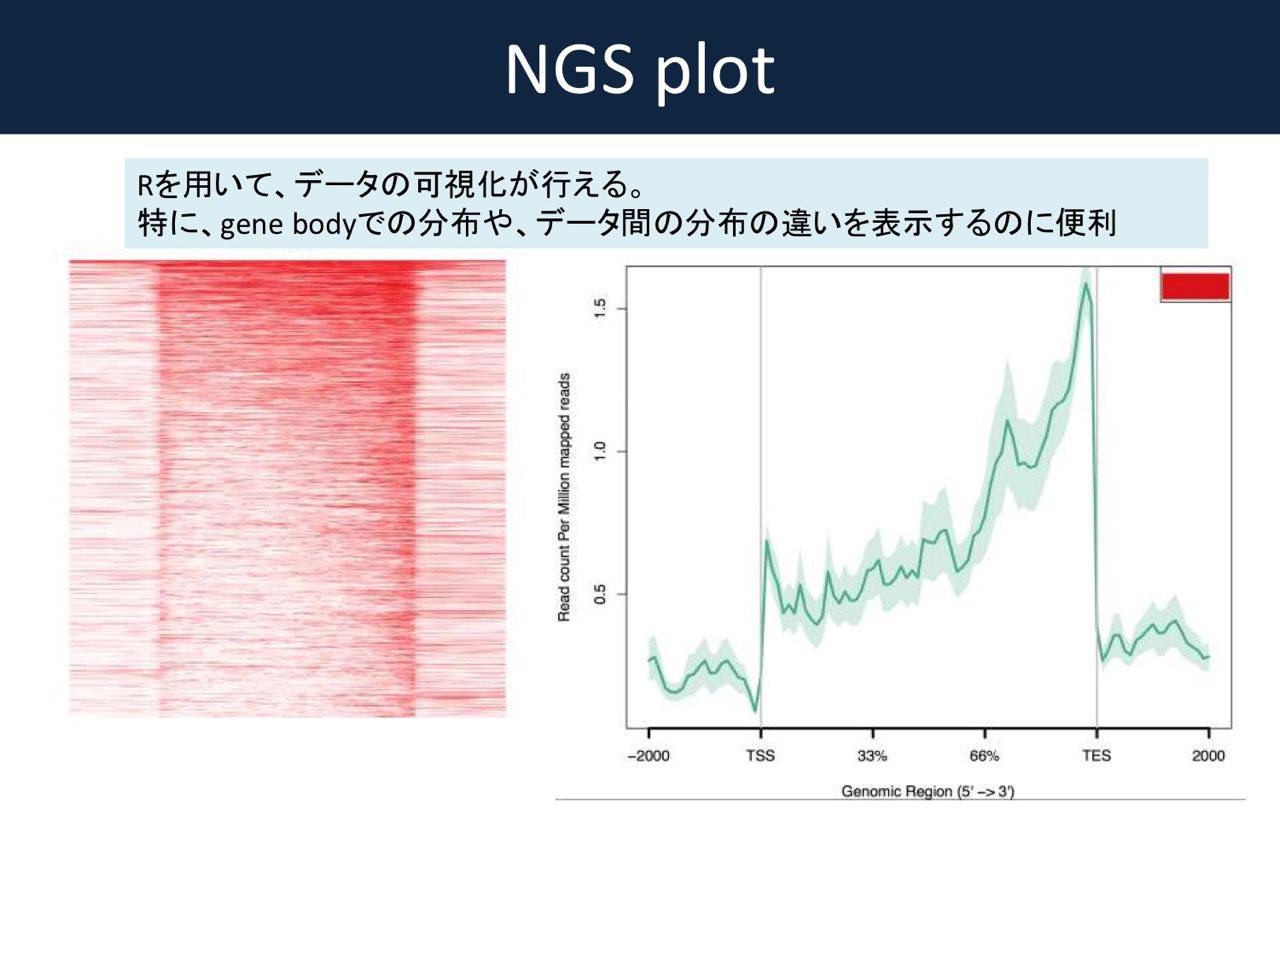 NGS plot
Rを用いて、データの可視化が行える。
特に、gene bodyでの分布や、データ間の分布の違いを表示するのに便利
Read count Per Million mapped reads
1.5
1.0
0.5
−2000 TSS 33% 66% TES 2000
Genomic Region (5' −> 3')